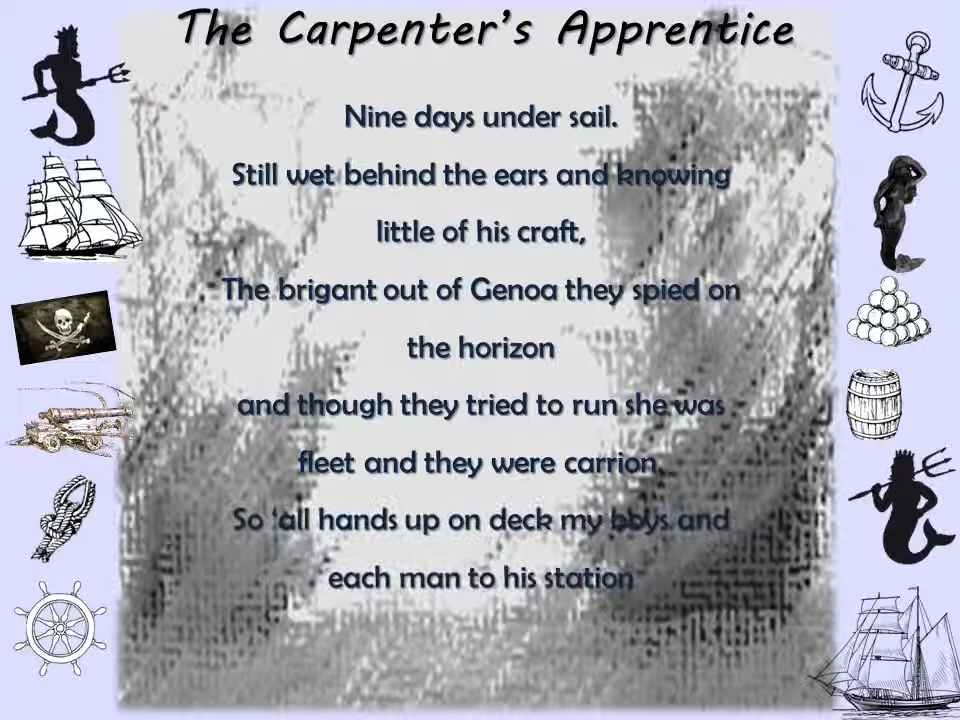 The Carpenter’s Apprentice
Nine days under sail.
Still wet behind the ears and knowing
little of his craft,
The brigant out of Genoa they spied on
the horizon
and though they tried to run she was
fleet and they were carrion.
So ‘all hands up on deck my boys and
each man to his station